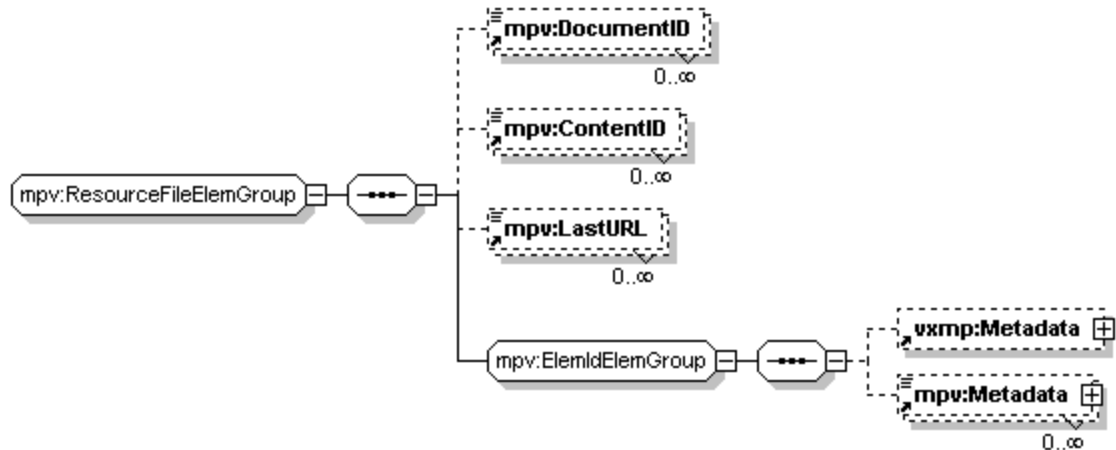 mpv:DocumentID
0..∞
mpv:ContentID
0..∞
mpv:ResourceFileElemGroup
mpv:LastURL
0..∞
vxmp:Metadata
mpv:ElemIdElemGroup
mpv:Metadata
0..∞